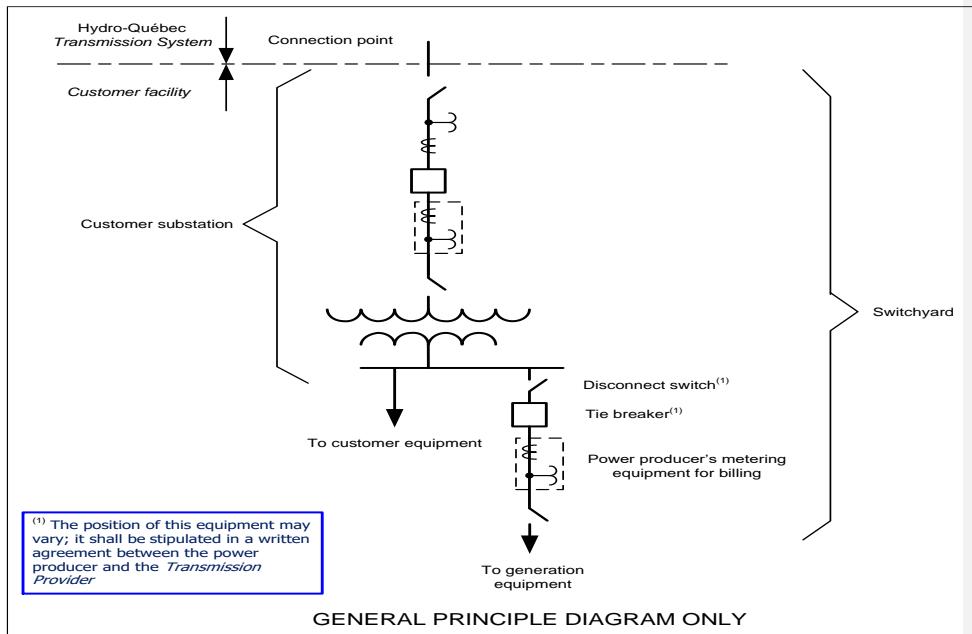 Hydro-Québec
Transmission System
Connection point
Customer facility
Customer substation
Switchyard
Disconnect switch(1)
Tie breaker(1)
To customer equipment
Power producer's metering
equipment for billing
(1) The position of this equipment may
vary; it shall be stipulated in a written
agreement between the power
producer and the Transmission
Provider
To generation
equipment
GENERAL PRINCIPLE DIAGRAM ONLY